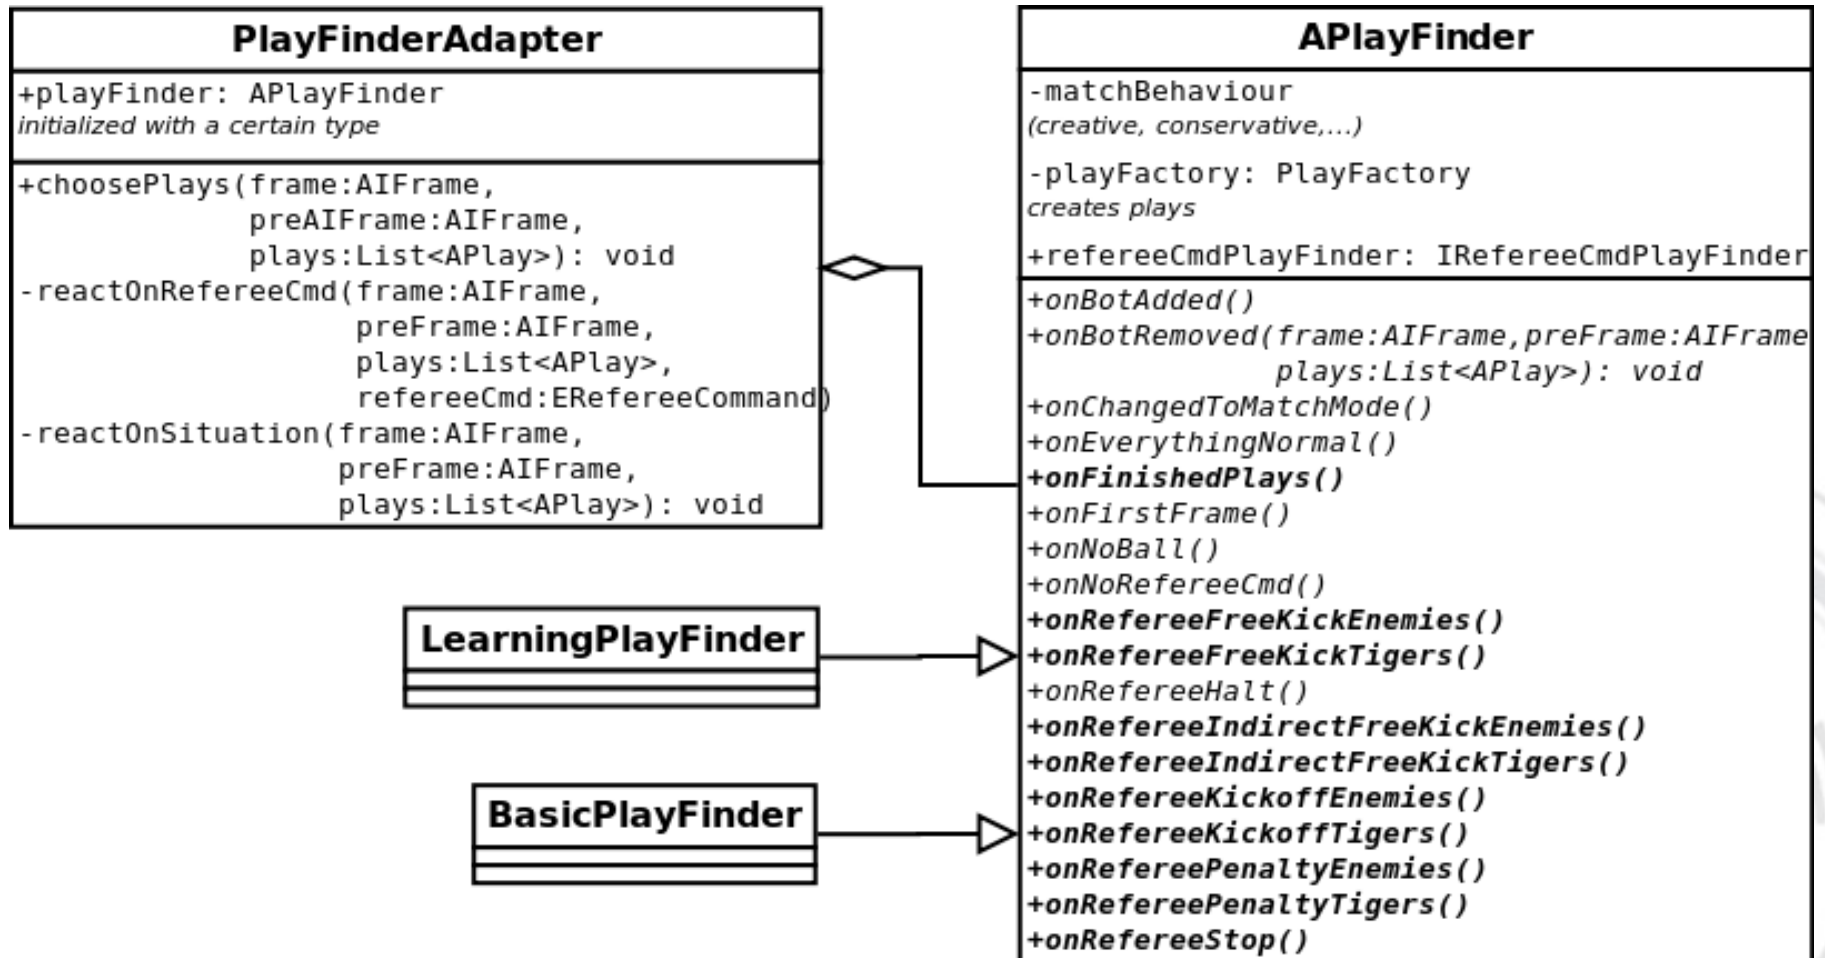 PlayFinderAdapter
+playFinder: APlayFinder
initialized with a certain type
+choosePlays(frame:AIFrame,
preAIFrame:AIFrame,
plays:List<APlay>): void
-reactOnRefereeCmd(frame:AIFrame,
preFrame:AIFrame,
plays:List<APlay>,
refereeCmd:ERefereeCommand)
-reactOnSituation(frame:AIFrame,
preFrame:AIFrame,
plays:List<APlay>): void
LearningPlayFinder
BasicPlayFinder
APlayFinder
-matchBehaviour
(creative, conservative,...)
-playFactory: PlayFactory
creates plays
+refereeCmdPlayFinder: IRefereeCmdPlayFinder
+onBotAdded()
+onBotRemoved(frame:AIFrame,preFrame:AIFrame
plays:List<APlay>): void
+onChangedToMatchMode()
+onEverythingNormal()
+onFinishedPlays()
+onFirstFrame()
+onNoBall()
+onNoRefereeCmd()
+onRefereeFreeKickEnemies()
+onRefereeFreeKickTigers()
+onRefereeHalt()
+onRefereeIndirectFreeKickEnemies()
+onRefereeIndirectFreeKickTigers()
+onRefereeKickoffEnemies()
+onRefereeKickoffTigers()
+onRefereePenaltyEnemies()
+onRefereePenaltyTigers()
+onRefereeStop()